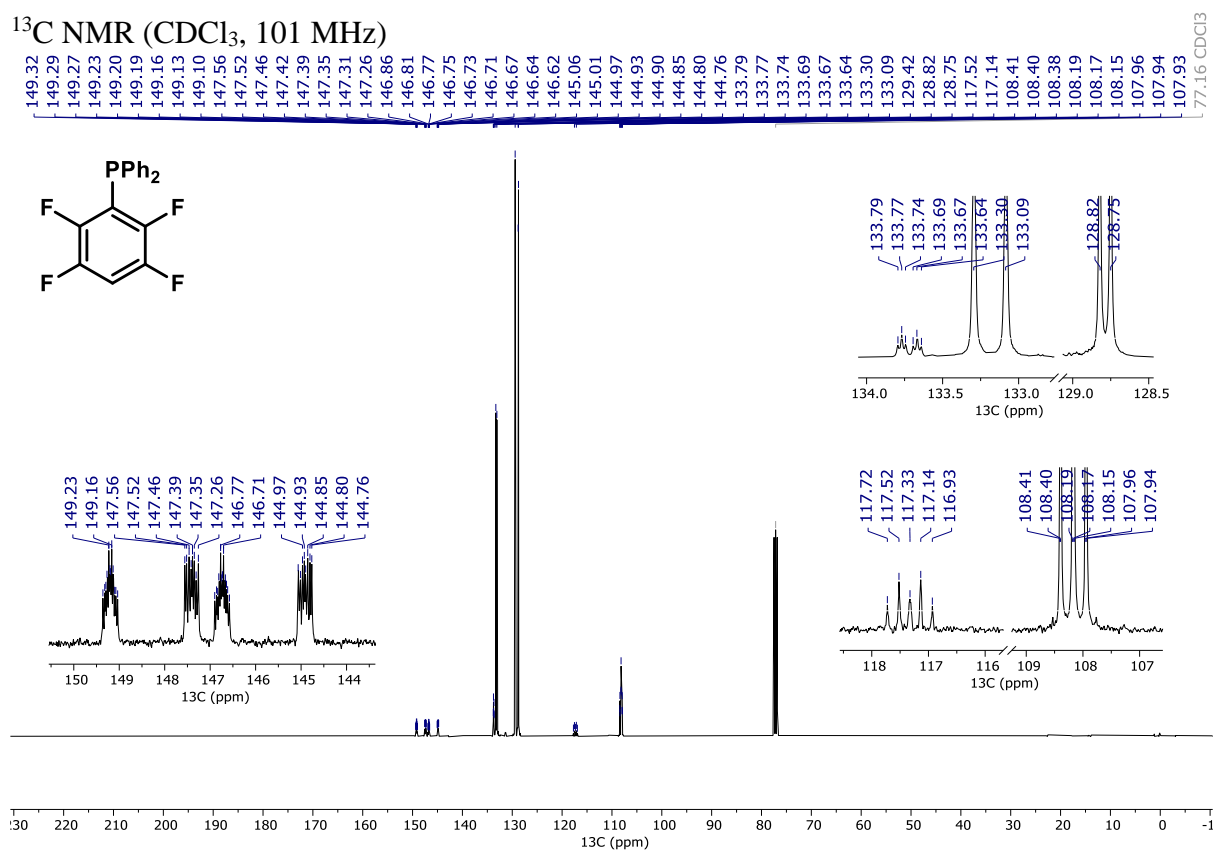 ¹³C NMR (CDCl₃, 101 MHz)
149.32 149.29 149.27 149.23 149.20 149.19 149.16 149.13 149.10 147.56 147.52 147.46 147.42 147.39 147.35 147.31 147.26 146.86 146.81 146.77 146.75 146.73 146.71 146.67 146.64 146.62 145.06 145.01 144.97 144.93 144.90 144.85 144.80 144.76 133.79 133.77 133.74 133.69 133.67 133.64 133.30 133.09 129.42 128.82 128.75 117.52 117.14 108.41 108.40 108.38 108.19 108.17 108.15 107.96 107.94 107.93 77.16 CDCl3
PPh₂
F F
F F
133.79 133.77 133.74 133.69 133.67 133.64 133.30 133.09 128.82 128.75
134.0 133.5 133.0 129.0 128.5
13C (ppm)
149.23 149.16 147.56 147.52 147.46 147.39 147.35 147.26 146.77 146.71 144.97 144.93 144.85 144.80 144.76
150 149 148 147 146 145 144
13C (ppm)
117.72 117.52 117.33 117.14 116.93 108.41 108.40 108.19 108.17 108.15 107.96 107.94
118 117 116 109 108 107
13C (ppm)
230 220 210 200 190 180 170 160 150 140 130 120 110 100 90 80 70 60 50 40 30 20 10 0 -1
13C (ppm)